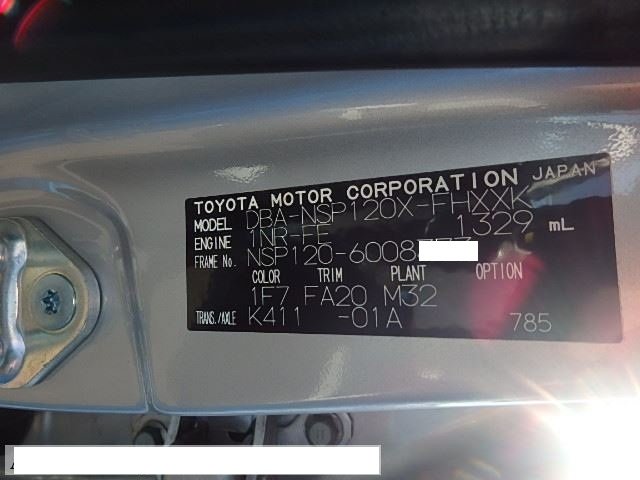 TOYOTA MOTOR CORPORATION JAPAN
MODEL DBA-NSP120X-FHXXK
ENGINE 1NR-FE 1329 mL
FRAME No. NSP120-6008
COLOR TRIM PLANT OPTION
1F7 FA20 M32
TRANS./AXLE K411 -01A 785